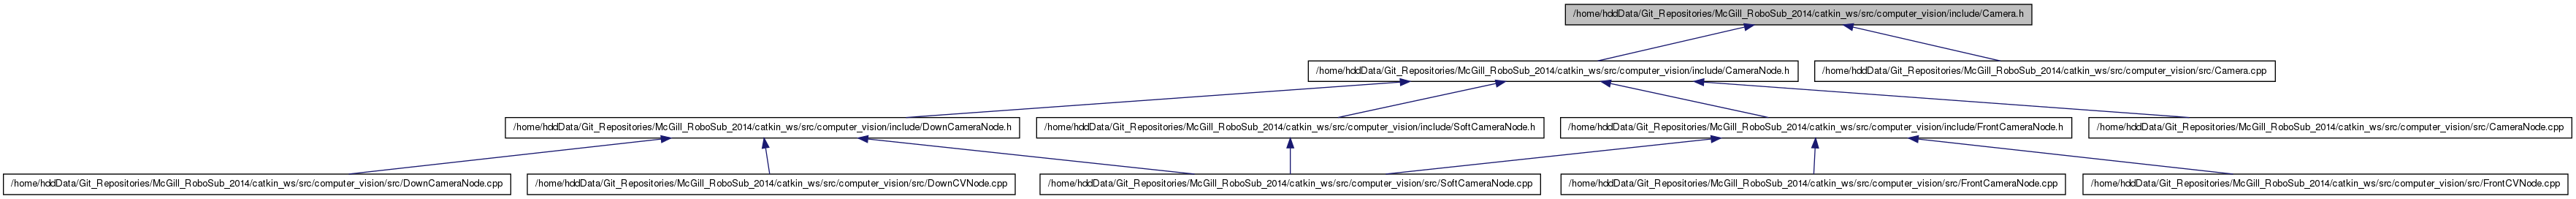 /home/hddData/Git_Repositories/McGill_RoboSub_2014/catkin_ws/src/computer_vision/include/Camera.h
/home/hddData/Git_Repositories/McGill_RoboSub_2014/catkin_ws/src/computer_vision/include/CameraNode.h
/home/hddData/Git_Repositories/McGill_RoboSub_2014/catkin_ws/src/computer_vision/src/Camera.cpp
/home/hddData/Git_Repositories/McGill_RoboSub_2014/catkin_ws/src/computer_vision/include/DownCameraNode.h
/home/hddData/Git_Repositories/McGill_RoboSub_2014/catkin_ws/src/computer_vision/include/SoftCameraNode.h
/home/hddData/Git_Repositories/McGill_RoboSub_2014/catkin_ws/src/computer_vision/include/FrontCameraNode.h
/home/hddData/Git_Repositories/McGill_RoboSub_2014/catkin_ws/src/computer_vision/src/CameraNode.cpp
/home/hddData/Git_Repositories/McGill_RoboSub_2014/catkin_ws/src/computer_vision/src/DownCameraNode.cpp
/home/hddData/Git_Repositories/McGill_RoboSub_2014/catkin_ws/src/computer_vision/src/DownCVNode.cpp
/home/hddData/Git_Repositories/McGill_RoboSub_2014/catkin_ws/src/computer_vision/src/SoftCameraNode.cpp
/home/hddData/Git_Repositories/McGill_RoboSub_2014/catkin_ws/src/computer_vision/src/FrontCameraNode.cpp
/home/hddData/Git_Repositories/McGill_RoboSub_2014/catkin_ws/src/computer_vision/src/FrontCVNode.cpp